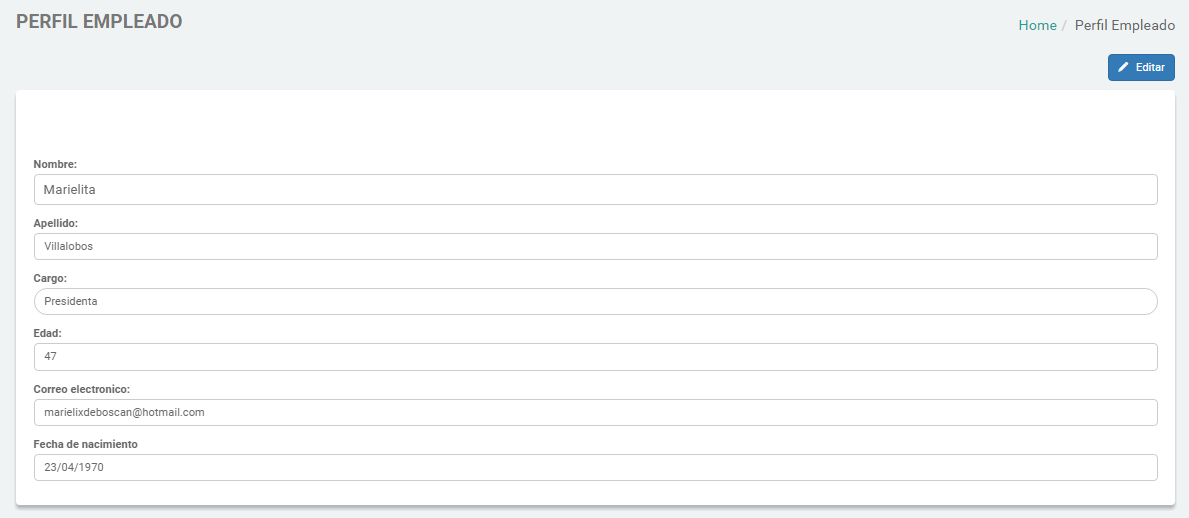 PERFIL EMPLEADO
Home / Perfil Empleado
Editar
Nombre:
Marielita
Apellido:
Villalobos
Cargo:
Presidenta
Edad:
47
Correo electronico:
marielixdeboscan@hotmail.com
Fecha de nacimiento
23/04/1970